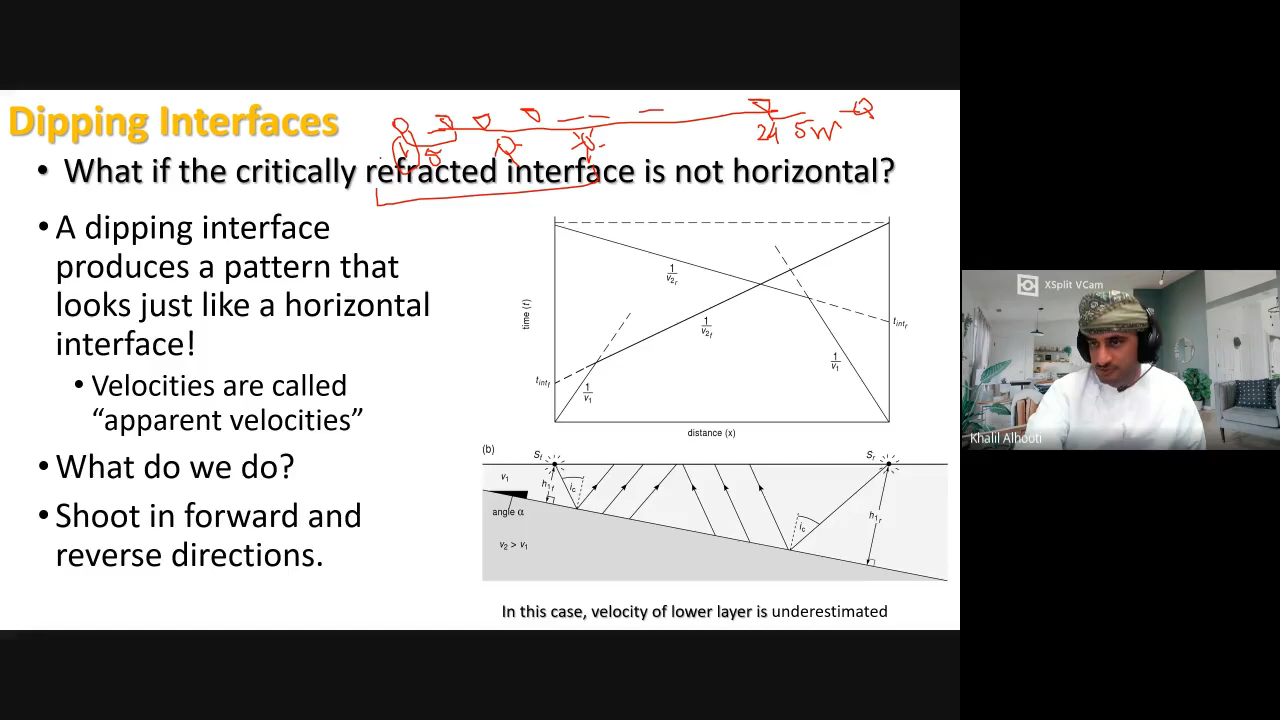 Dipping Interfaces
24 5m
• What if the critically refracted interface is not horizontal?
• A dipping interface
produces a pattern that
looks just like a horizontal
interface!
• Velocities are called
“apparent velocities”
• What do we do?
• Shoot in forward and
reverse directions.
time (t)
1/v2r
1/v2f
tintr
tintf
1/v1
1/v1
distance (x)
(b)
Sf
Sr
v1
h1f
ic
angle α
h1r
ic
v2 > v1
In this case, velocity of lower layer is underestimated
XSplit VCam
Khalil Alhooti